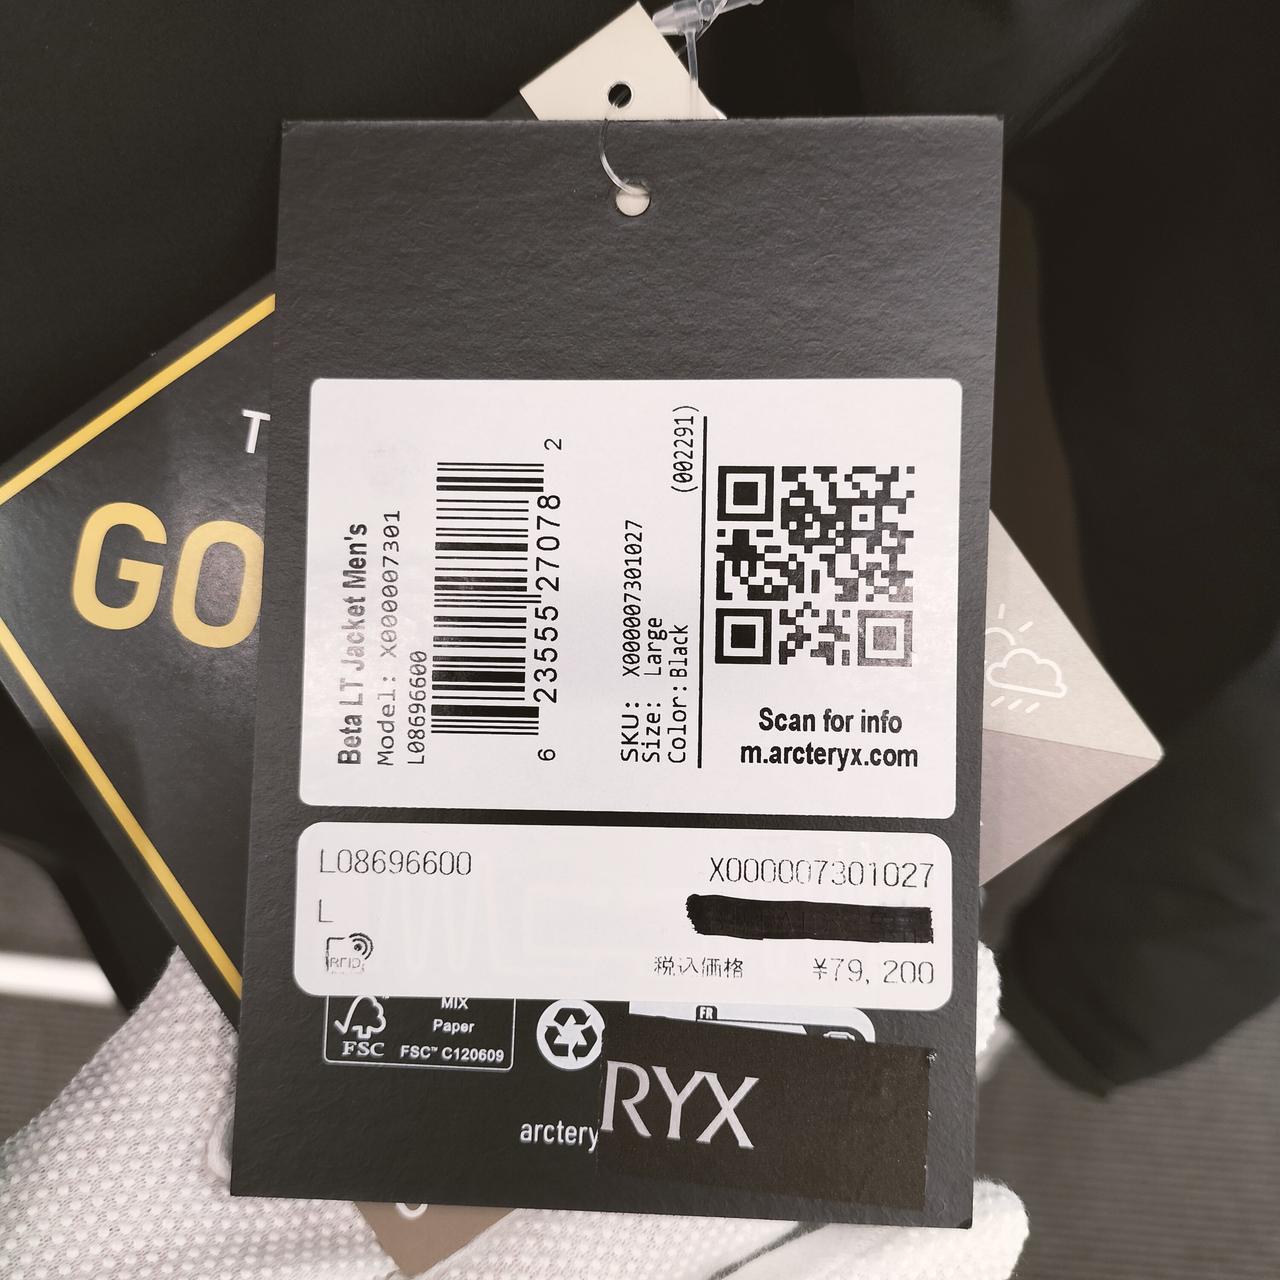 T
GO
Beta LT Jacket Men's
Model: X000007301
L08696600
6 23555 27078 2
SKU: X000007301027
Size: Large
Color: Black
(002291)
Scan for info
m.arcteryx.com
L08696600
X000007301027
L
RFID
税込価格 ¥79,200
FSC
MIX
Paper
FSC™ C120609
FR
arctery
RYX